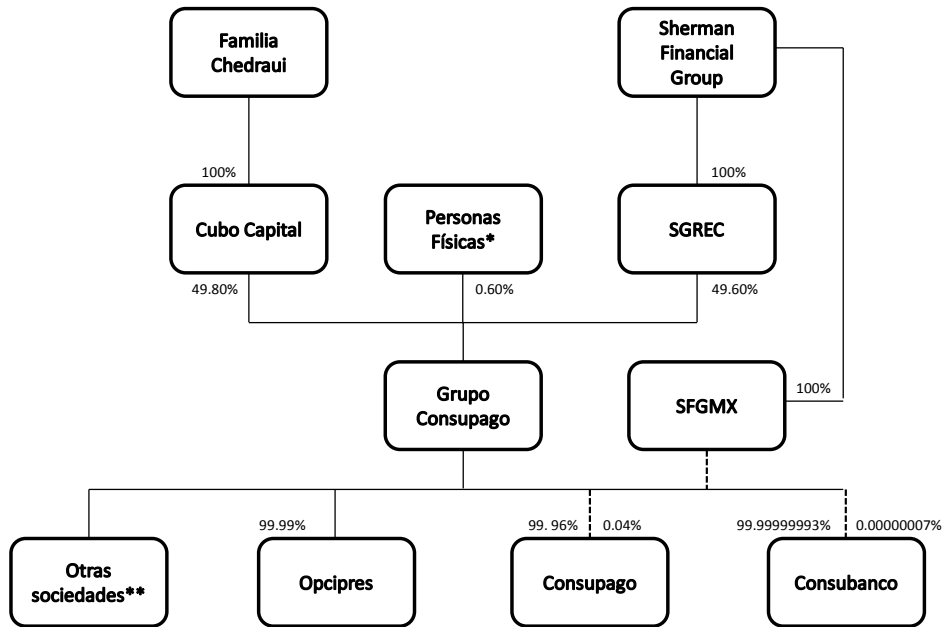 Familia
Chedraui
Sherman
Financial
Group
100%
100%
Cubo Capital
Personas
Físicas*
SGREC
49.80%
0.60%
49.60%
Grupo
Consupago
SFGMX
100%
99.99%
99. 96%
0.04%
99.99999993%
0.00000007%
Otras
sociedades**
Opcipres
Consupago
Consubanco